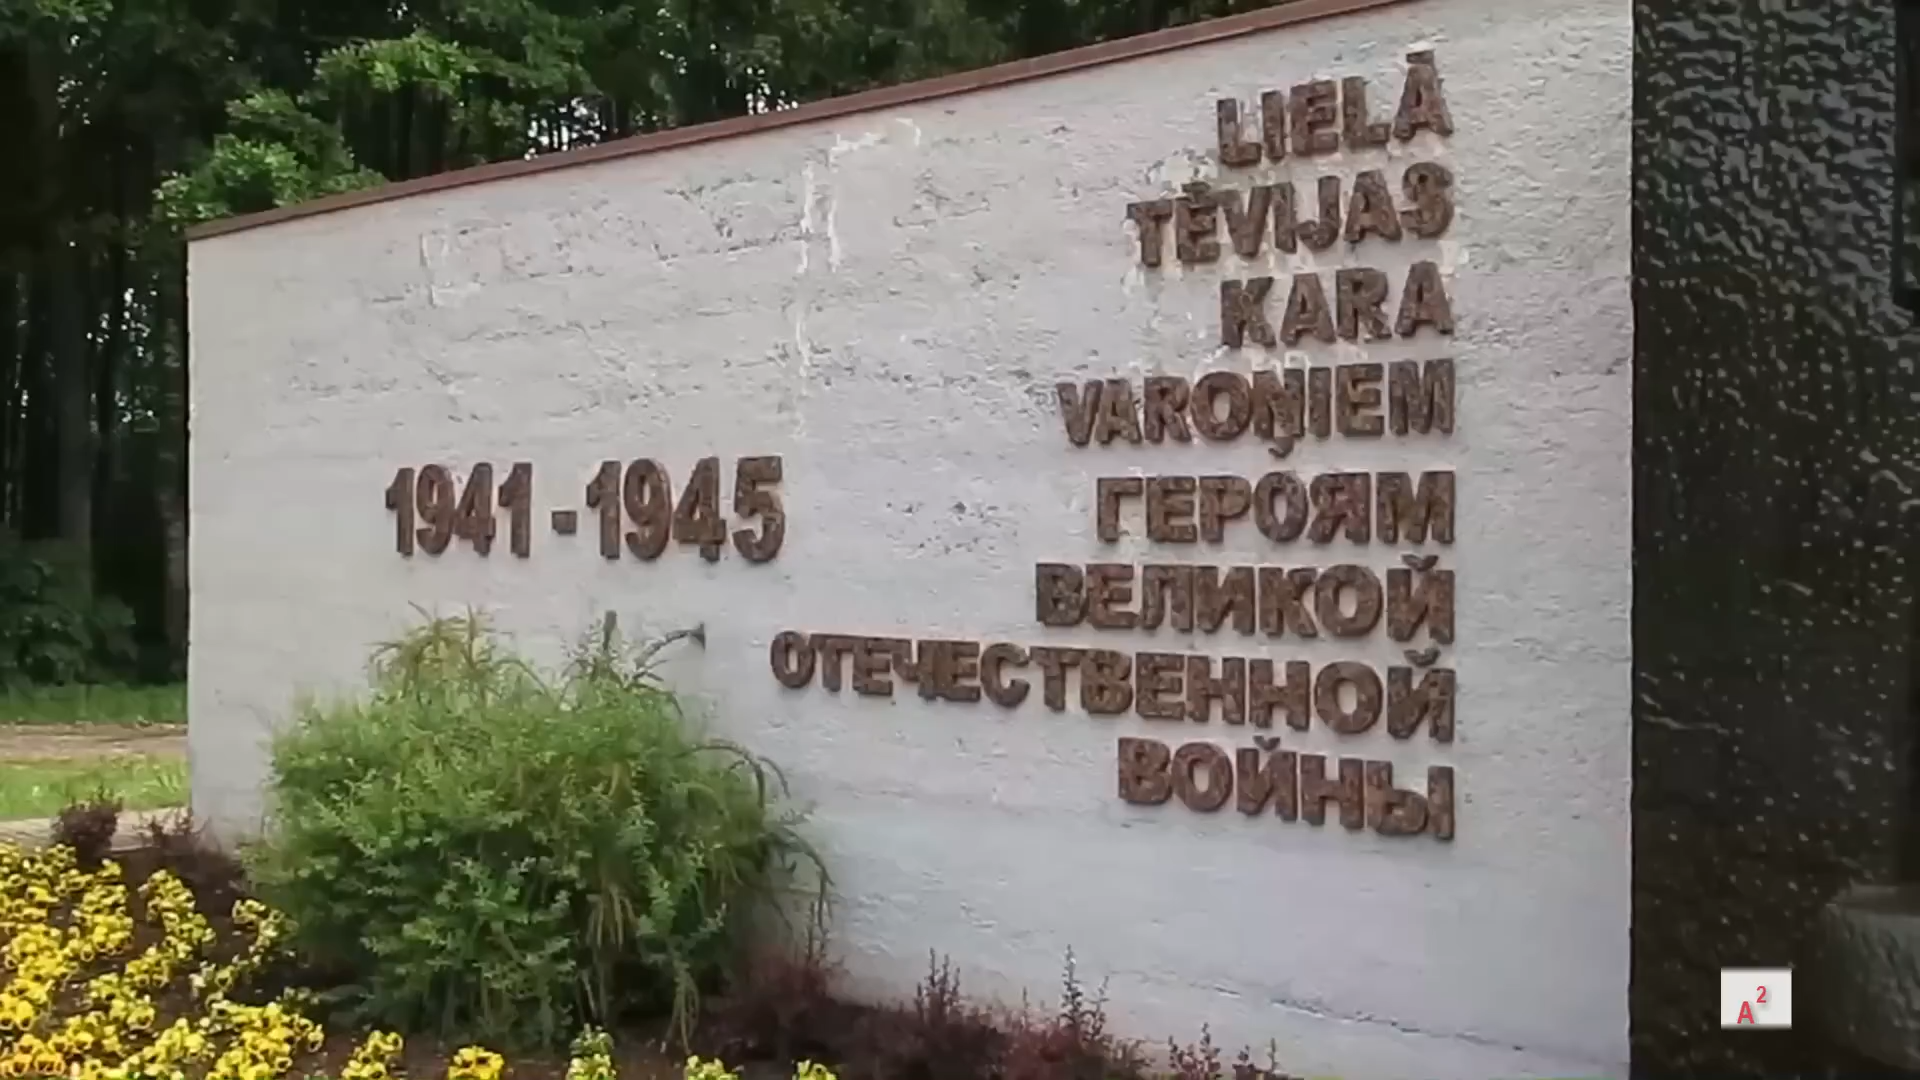 1941-1945
LIELĀ
TĒVIJAS
KARA
VAROŅIEM
ГЕРОЯМ
ВЕЛИКОЙ
ОТЕЧЕСТВЕННОЙ
ВОЙНЫ
A²